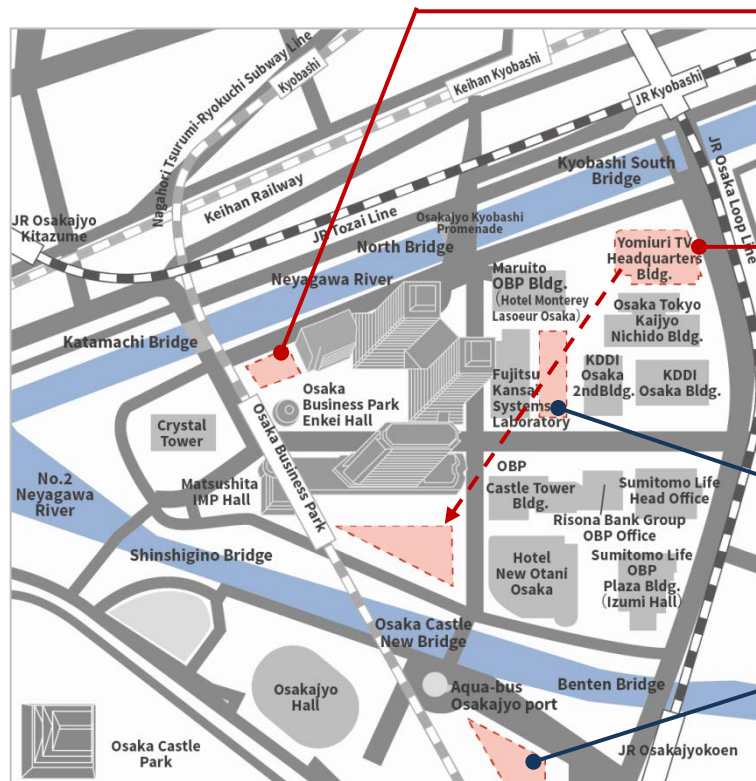 Nagahori Tsurumi-Ryokuchi Subway Line
Kyobashi
Keihan Kyobashi
JR Kyobashi
JR Osaka Loop Line
Kyobashi South
Bridge
Keihan Railway
JR Tozai Line
JR Osakajyo
Kitazume
Osakajyo Kyobashi
Promenade
North Bridge
Neyagawa River
Katamachi Bridge
Maruito
OBP Bldg.
(Hotel Monterey
Lasoeur Osaka)
Yomiuri TV
Headquarters
Bldg.
Osaka Tokyo
Kaijyo
Nichido Bldg.
Fujitsu
Kansai
Systems
Laboratory
KDDI
Osaka
2ndBldg.
KDDI
Osaka Bldg.
Osaka
Business Park
Enkei Hall
Crystal
Tower
Osaka Business Park
Matsushita
IMP Hall
No.2
Neyagawa
River
OBP
Castle Tower
Bldg.
Risona Bank Group
OBP Office
Sumitomo Life
Head Office
Shinshigino Bridge
Hotel
New Otani
Osaka
Sumitomo Life
OBP
Plaza Bldg.
(Izumi Hall)
Osaka Castle
New Bridge
Osakajyo
Hall
Aqua-bus
Osakajyo port
Benten Bridge
Osaka Castle
Park
JR Osakajyokoen